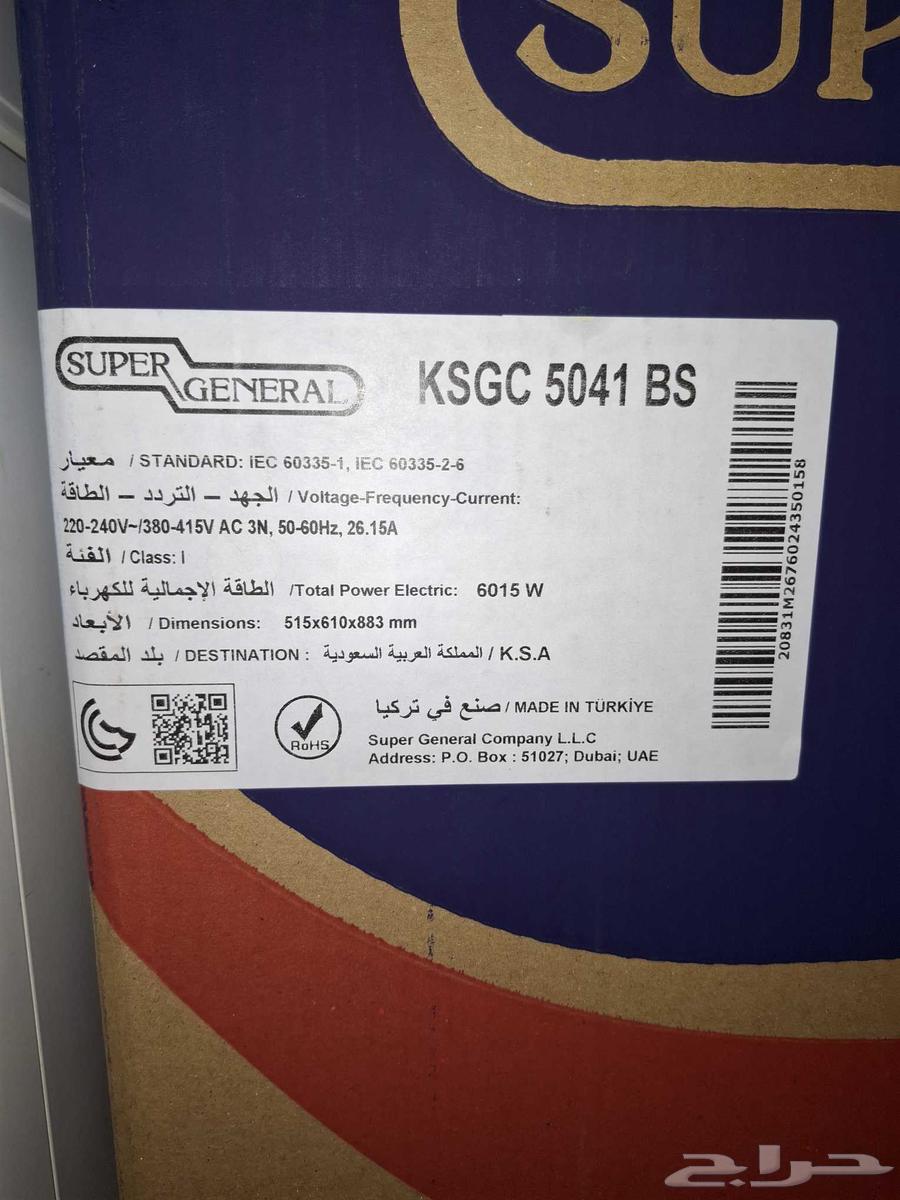 SUP
SUPER
GENERAL
KSGC 5041 BS
معيار / STANDARD: IEC 60335-1, IEC 60335-2-6
الجهد – التردد – الطاقة / Voltage-Frequency-Current:
220-240V~/380-415V AC 3N, 50-60Hz, 26.15A
الفئة / Class: I
الطاقة الإجمالية للكهرباء /Total Power Electric: 6015 W
الأبعاد / Dimensions: 515x610x883 mm
بلد المقصد / DESTINATION : المملكة العربية السعودية / K.S.A
صنع في تركيا / MADE IN TÜRKİYE
RoHS
Super General Company L.L.C
Address: P.O. Box : 51027; Dubai; UAE
20831M2676024350158
حراج